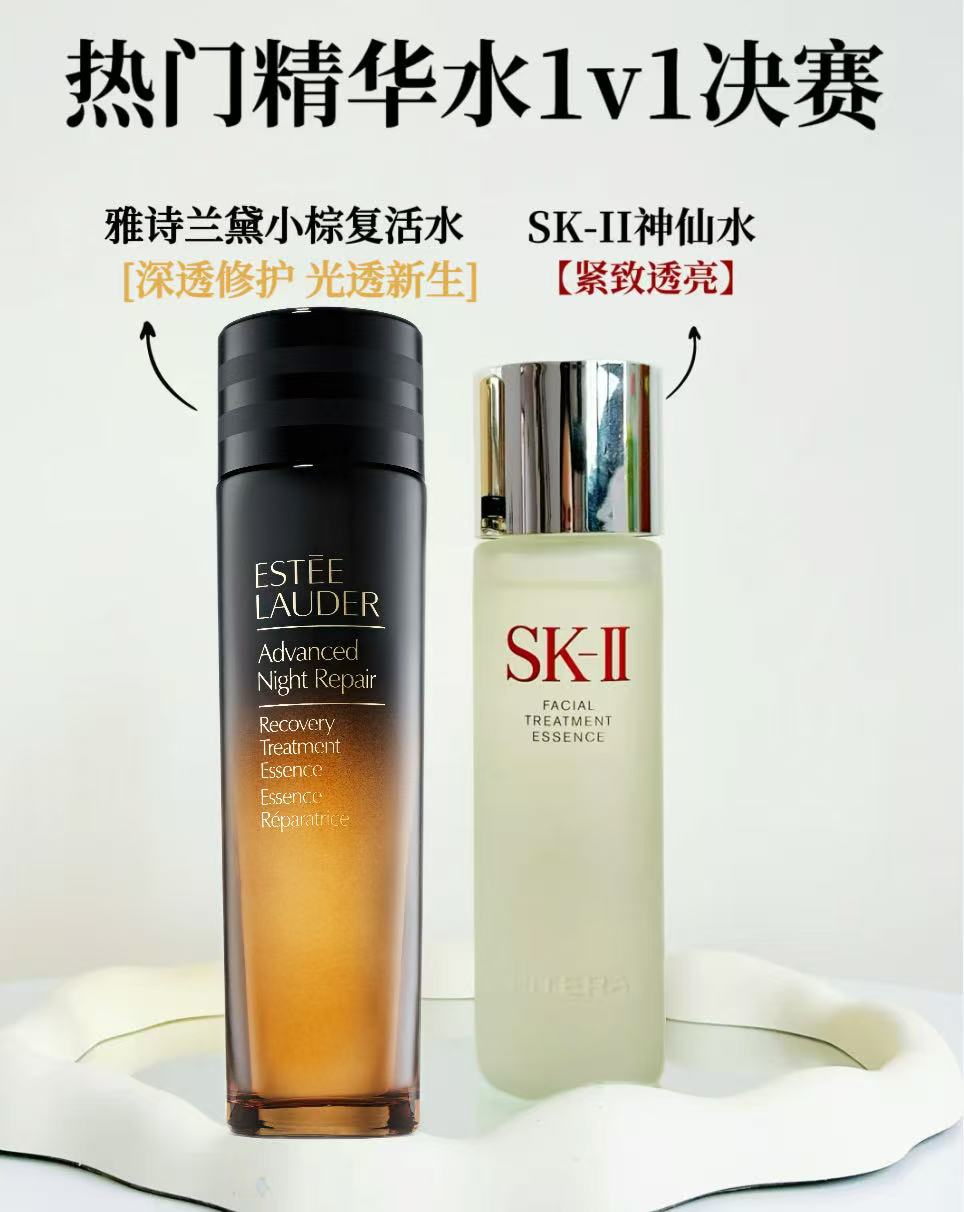 热门精华水1v1决赛
雅诗兰黛小棕复活水
[深透修护 光透新生]
SK-II神仙水
【紧致透亮】
ESTĒE
LAUDER
Advanced
Night Repair
Recovery
Treatment
Essence
Essence
Réparatrice
SK-II
FACIAL
TREATMENT
ESSENCE